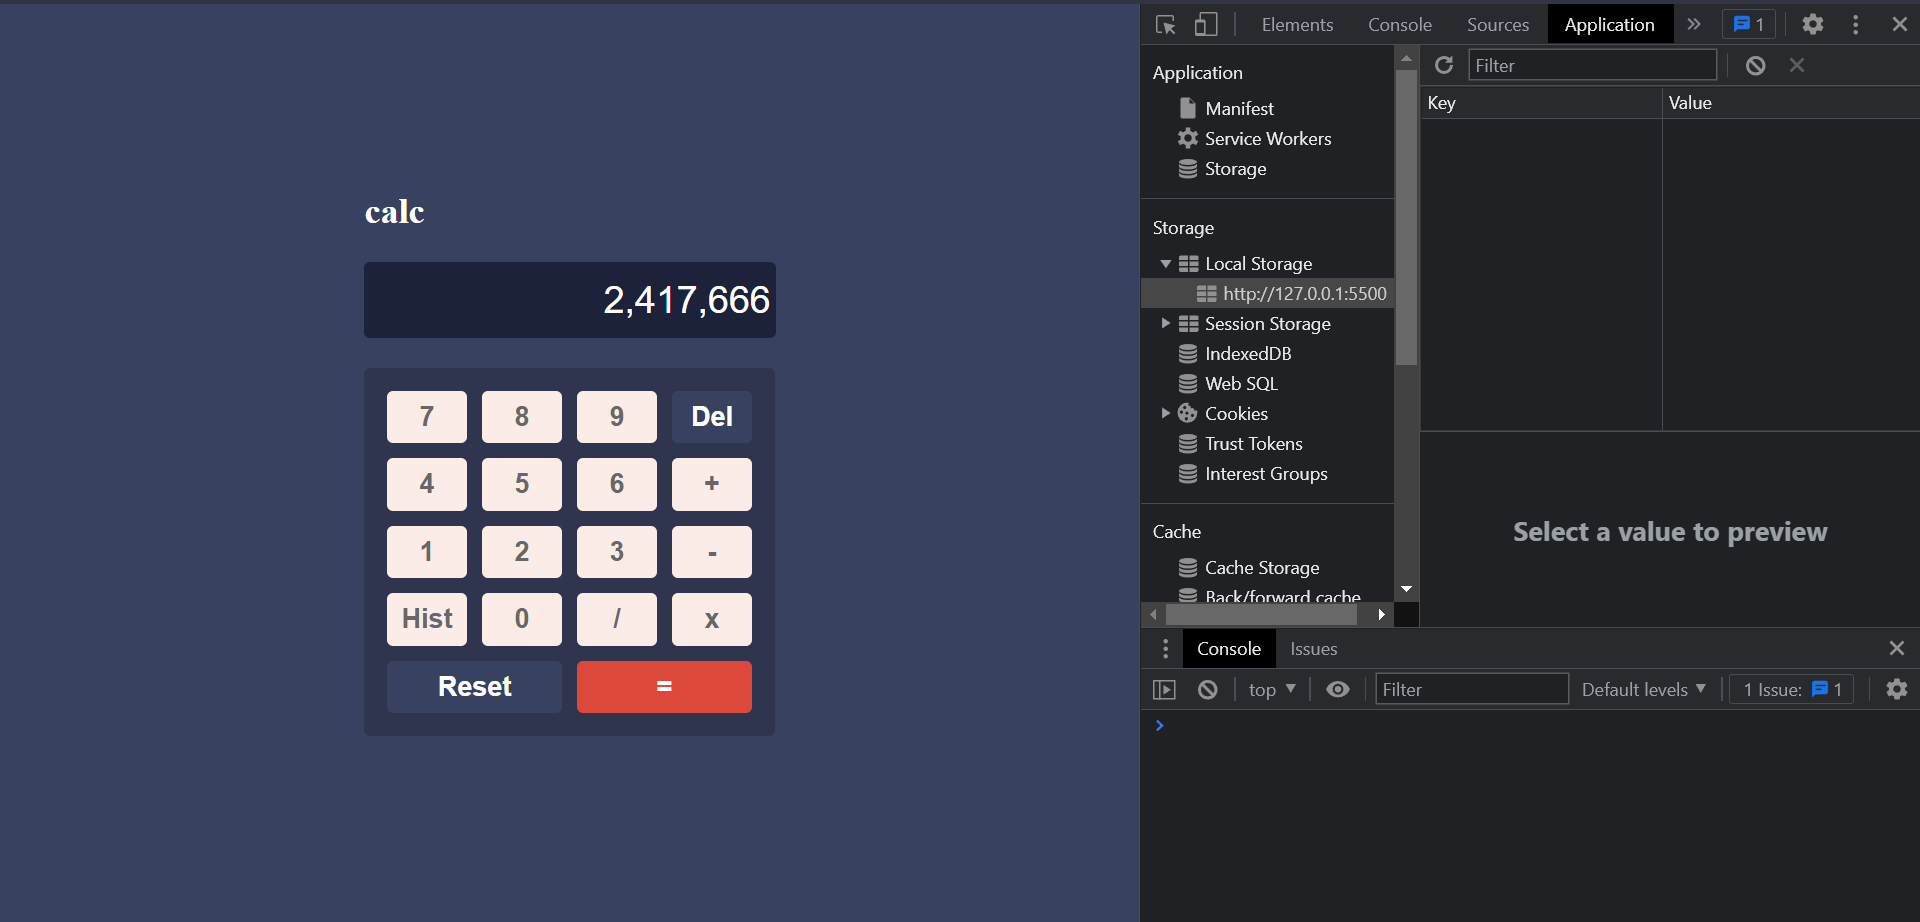 calc
2,417,666
7 8 9 Del
4 5 6 +
1 2 3 -
Hist 0 / x
Reset =
Elements Console Sources Application » 1
Application
Manifest
Service Workers
Storage
Storage
Local Storage
http://127.0.0.1:5500
Session Storage
IndexedDB
Web SQL
Cookies
Trust Tokens
Interest Groups
Cache
Cache Storage
Back/forward cache
Filter
Key Value
Select a value to preview
Console Issues
top Filter Default levels 1 Issue: 1